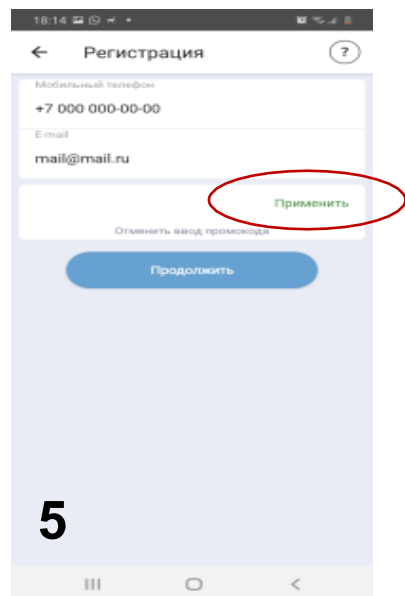 18:14
Регистрация ?
Мобильный телефон
+7 000 000-00-00
E-mail
mail@mail.ru
Применить
Отменить ввод промокода
Продолжить
5